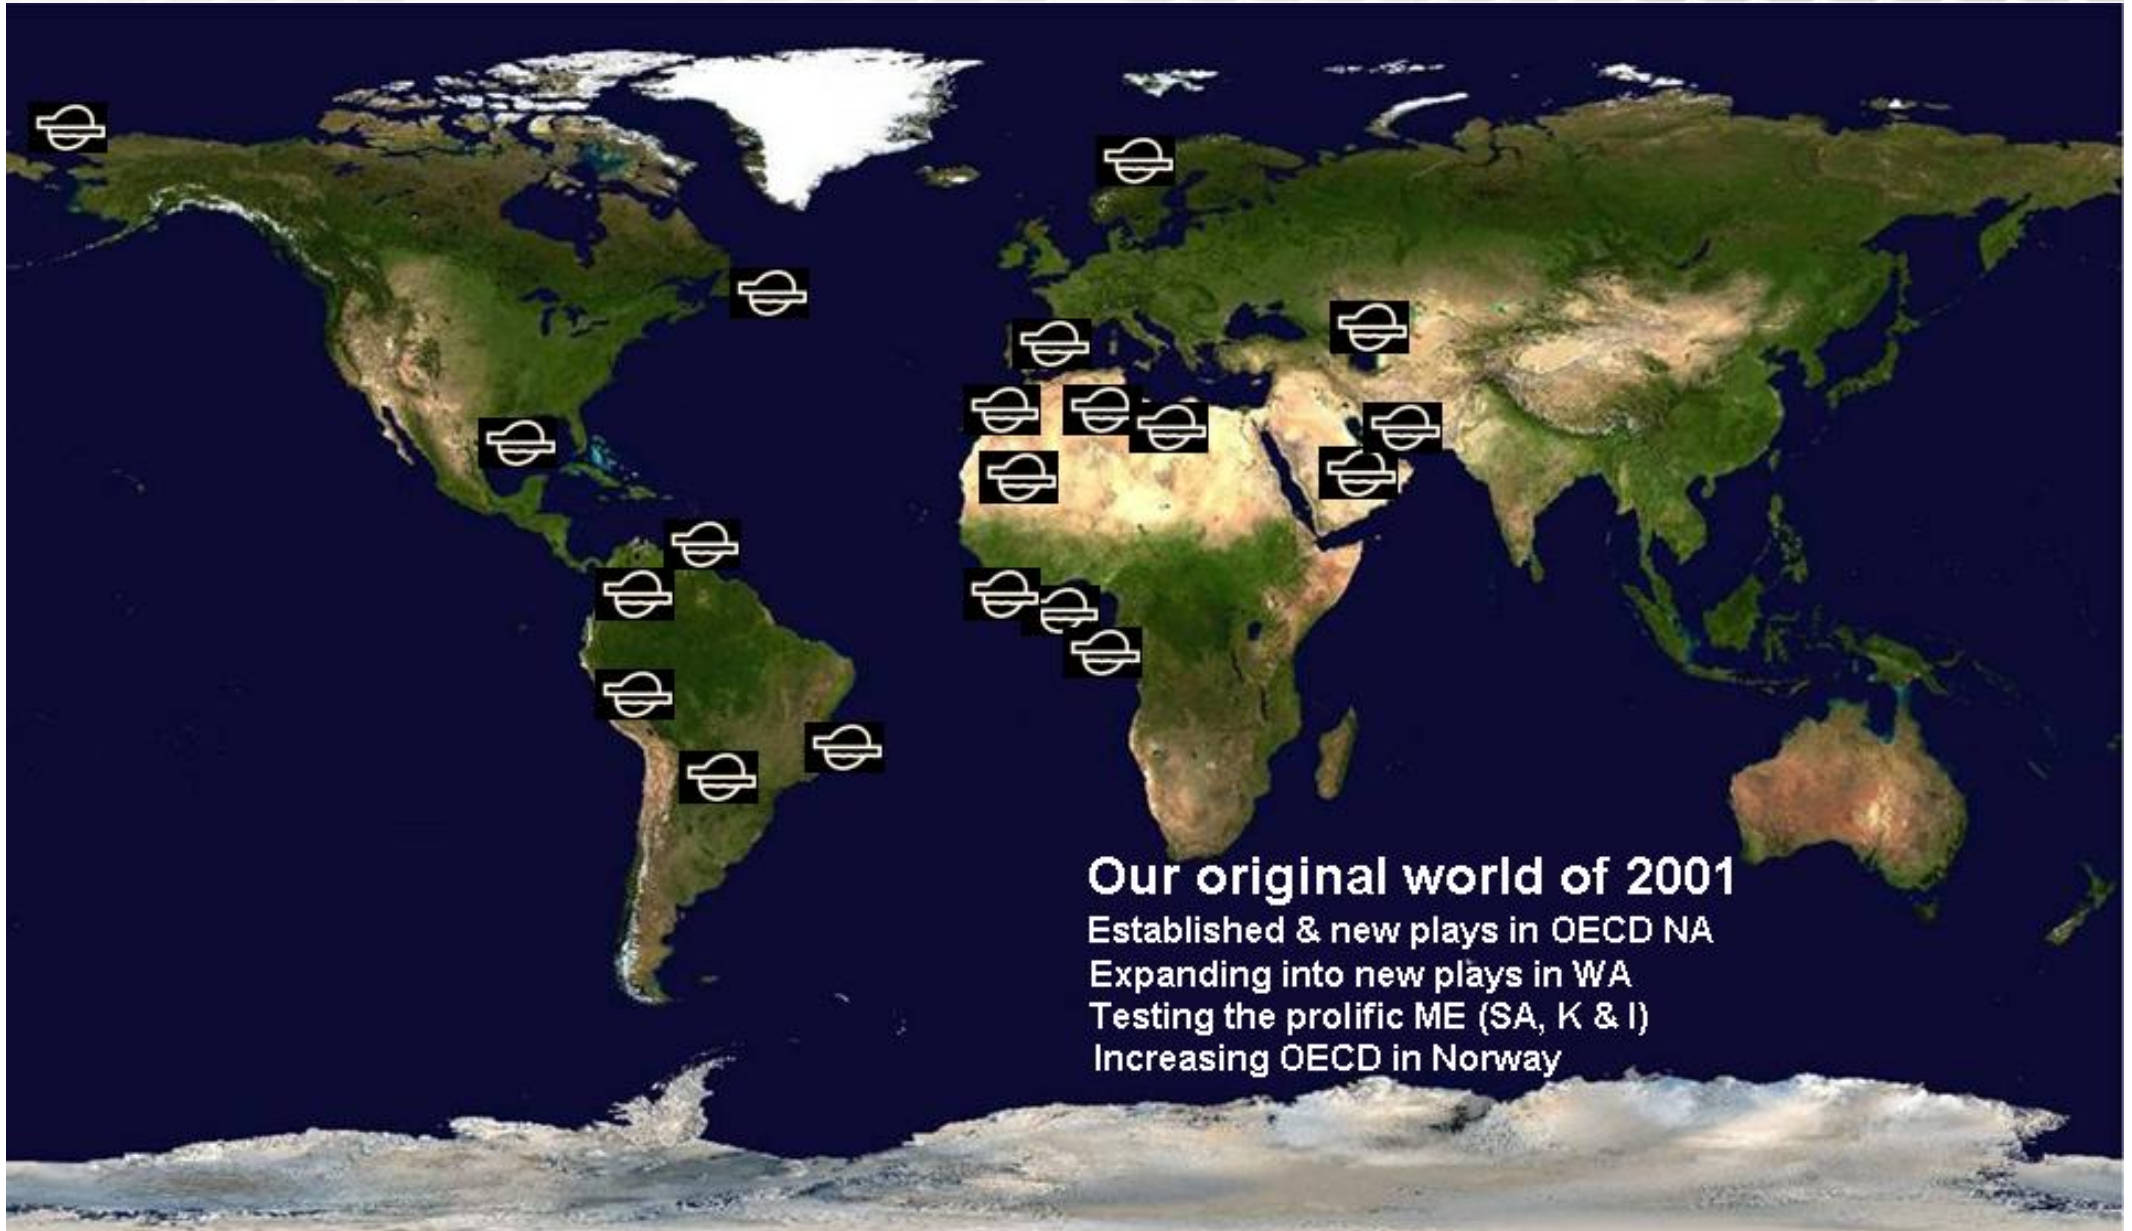 Our original world of 2001
Established & new plays in OECD NA
Expanding into new plays in WA
Testing the prolific ME (SA, K & I)
Increasing OECD in Norway